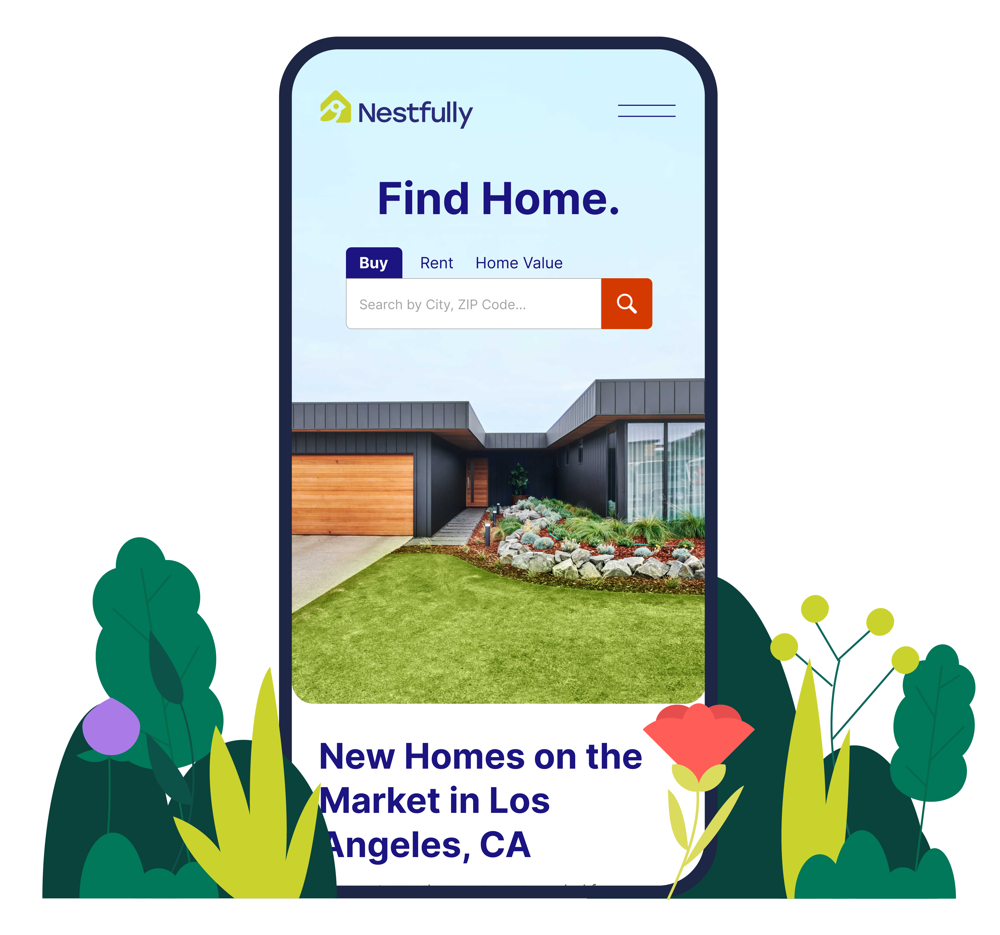 Nestfully
Find Home.
Buy Rent Home Value
Search by City, ZIP Code...
New Homes on the
Market in Los
Angeles, CA